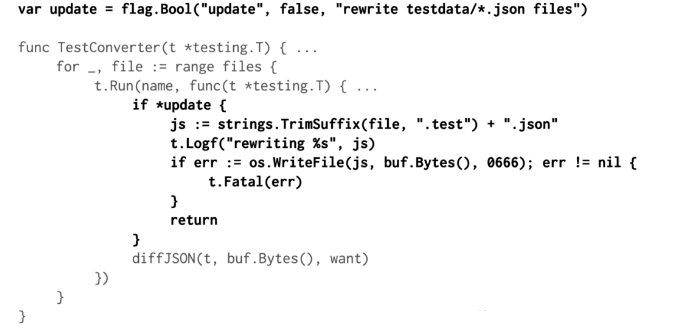 var update = flag.Bool("update", false, "rewrite testdata/*.json files")
func TestConverter(t *testing.T) { ...
for _, file := range files {
t.Run(name, func(t *testing.T) { ...
if *update {
js := strings.TrimSuffix(file, ".test") + ".json"
t.Logf("rewriting %s", js)
if err := os.WriteFile(js, buf.Bytes(), 0666); err != nil {
t.Fatal(err)
}
return
}
diffJSON(t, buf.Bytes(), want)
})
}
}